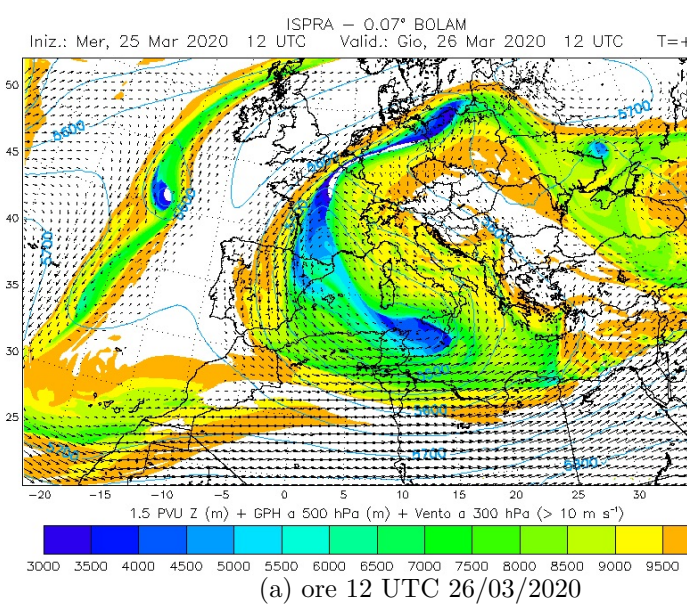 ISPRA – 0.07° BOLAM
Iniz.: Mer, 25 Mar 2020 12 UTC Valid.: Gio, 26 Mar 2020 12 UTC T=+
50
45
40
35
30
25
5600
5700
5700
5600
5700
5700
5800
−20 −15 −10 −5 0 5 10 15 20 25 30
1.5 PVU Z (m) + GPH a 500 hPa (m) + Vento a 300 hPa (> 10 m s⁻¹)
3000 3500 4000 4500 5000 5500 6000 6500 7000 7500 8000 8500 9000 9500
(a) ore 12 UTC 26/03/2020